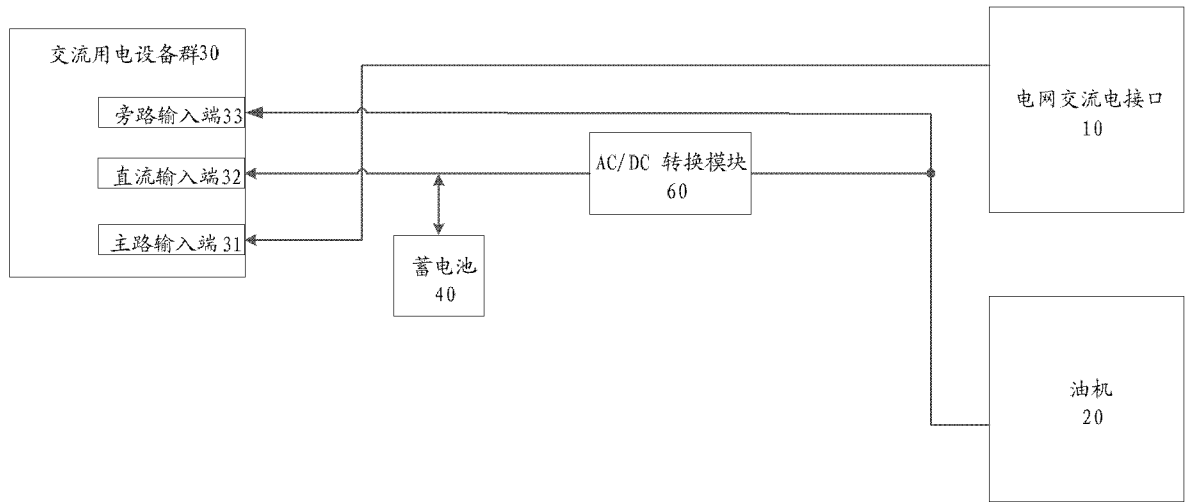 交流用电设备群30
旁路输入端33
直流输入端32
主路输入端31
AC/DC 转换模块
60
蓄电池
40
电网交流电接口
10
油机
20